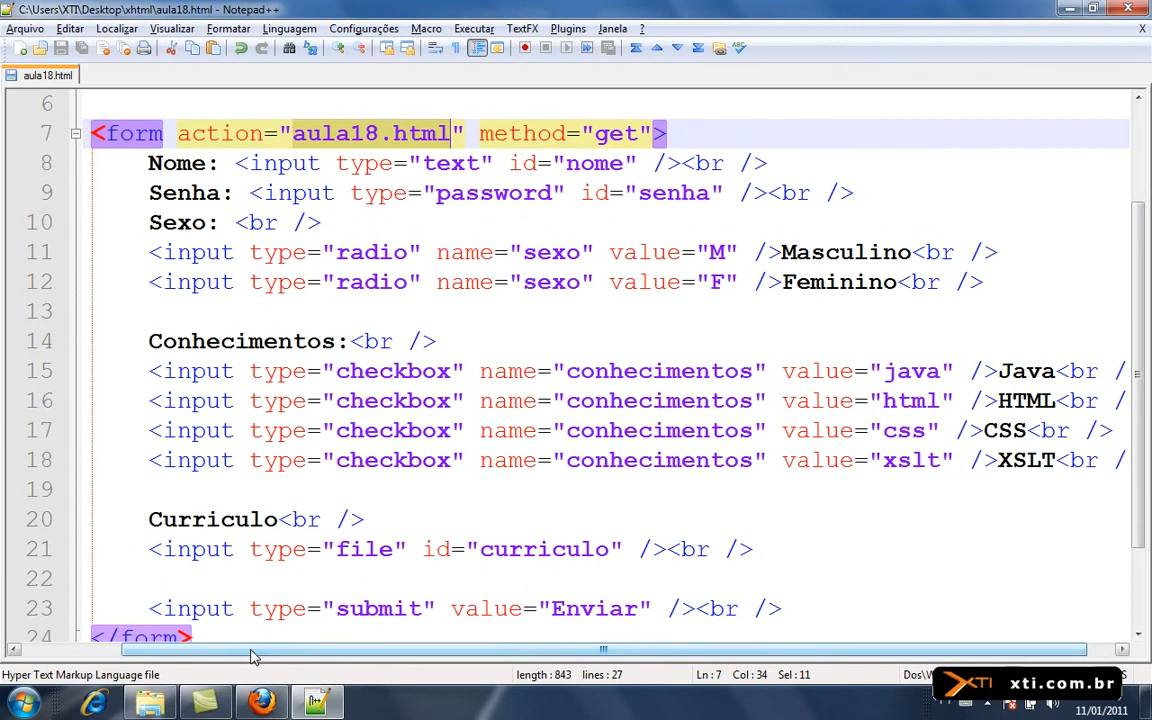 C:\Users\XTI\Desktop\xhtml\aula18.html - Notepad++
Arquivo Editar Localizar Visualizar Formatar Linguagem Configurações Macro Executar TextFX Plugins Janela ? X
aula18.html
6
7 <form action="aula18.html" method="get">
8 Nome: <input type="text" id="nome" /><br />
9 Senha: <input type="password" id="senha" /><br />
10 Sexo: <br />
11 <input type="radio" name="sexo" value="M" />Masculino<br />
12 <input type="radio" name="sexo" value="F" />Feminino<br />
13
14 Conhecimentos:<br />
15 <input type="checkbox" name="conhecimentos" value="java" />Java<br /
16 <input type="checkbox" name="conhecimentos" value="html" />HTML<br /
17 <input type="checkbox" name="conhecimentos" value="css" />CSS<br />
18 <input type="checkbox" name="conhecimentos" value="xslt" />XSLT<br /
19
20 Curriculo<br />
21 <input type="file" id="curriculo" /><br />
22
23 <input type="submit" value="Enviar" /><br />
24 </form>
Hyper Text Markup Language file length:843 lines:27 Ln:7 Col:34 Sel:11
XTI xti.com.br
11/01/2011